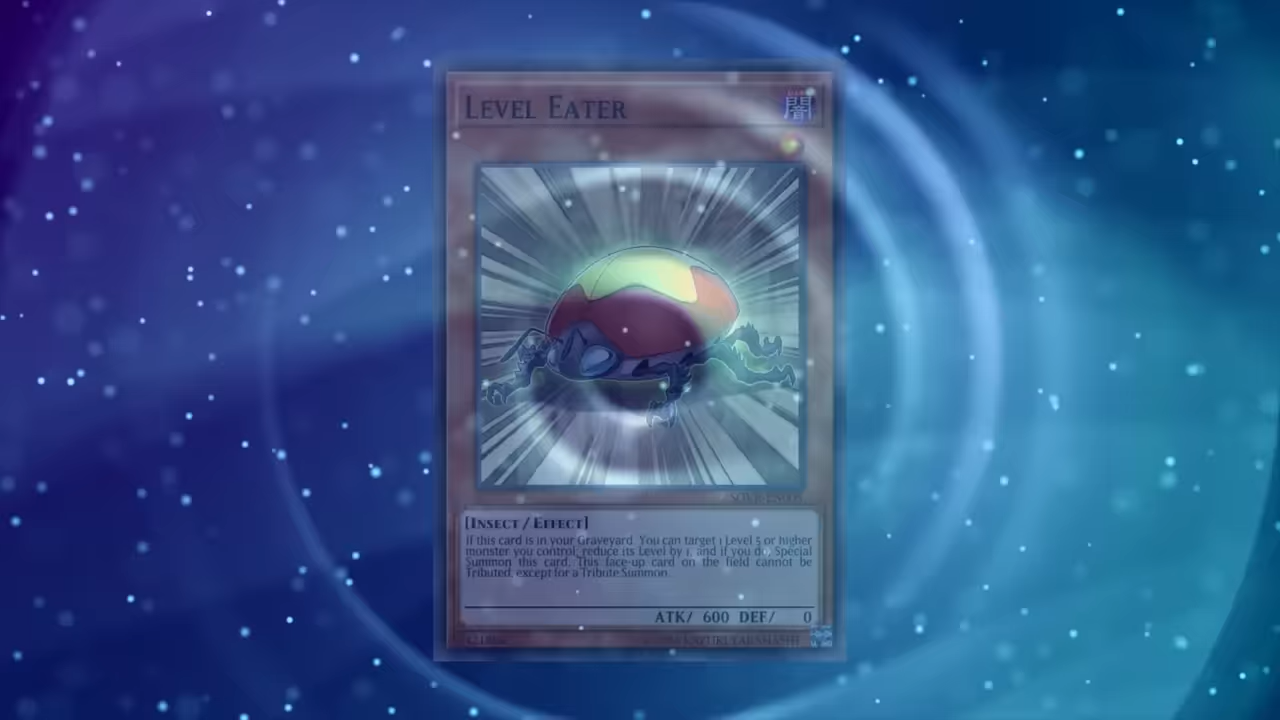 LEVEL EATER
闇
[INSECT / EFFECT]
If this card is in your Graveyard. You can target 1 Level 5 or higher
monster you control, reduce its Level by 1, and if you do, Special
Summon this card. This face-up card on the field cannot be
Tributed, except for a Tribute Summon.
ATK/ 600 DEF/ 0